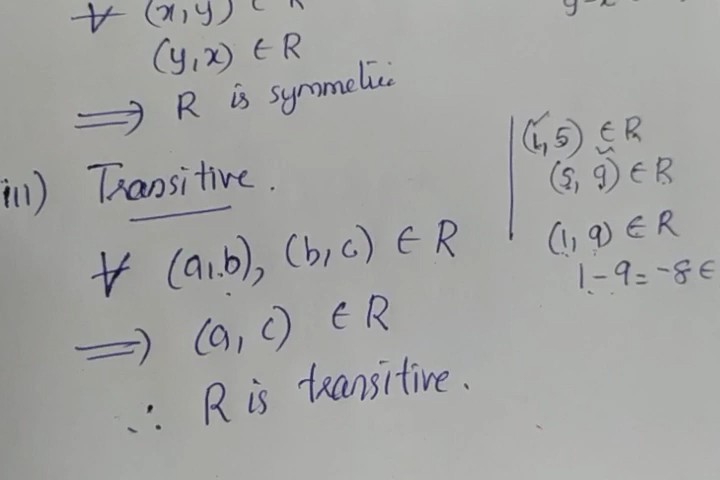 ∀ (x,y) ∈ R
(y,x) ∈ R
⟹ R is symmetric
iii) Transitive.
∀ (a,b), (b,c) ∈ R
⟹ (a,c) ∈ R
∴ R is transitive.
(1,5) ∈ R
(5,9) ∈ R
(1,9) ∈ R
1-9=-8 ∈